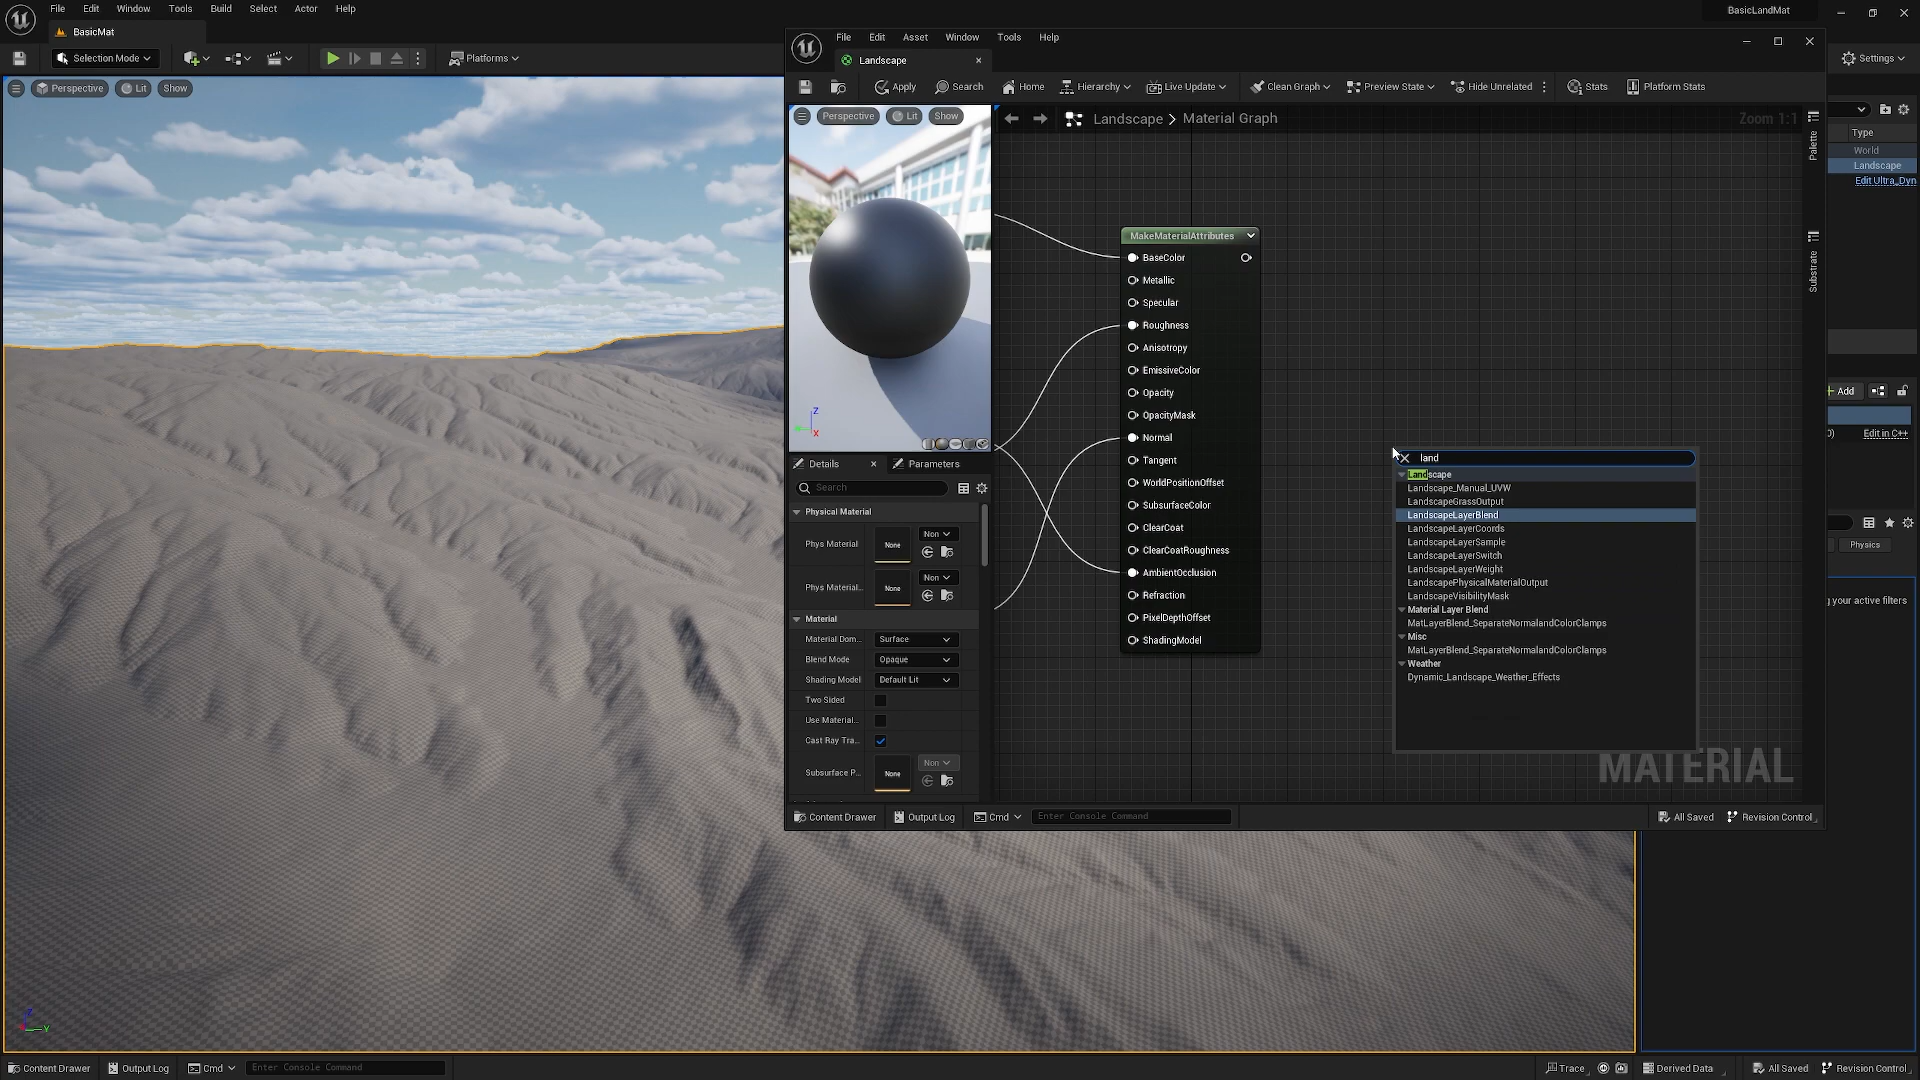 File Edit Window Tools Build Select Actor Help
BasicLandMat
BasicMat
Selection Mode
Platforms
Settings
Perspective Lit Show
File Edit Asset Window Tools Help
Landscape
Apply Search Home Hierarchy Live Update Clean Graph Preview State Hide Unrelated Stats Platform Stats
Perspective Lit Show
Landscape > Material Graph
Zoom 1:1
Palette
Substrate
Type
World
Landscape
Edit Ultra_Dyn
MakeMaterialAttributes
BaseColor
Metallic
Specular
Roughness
Anisotropy
EmissiveColor
Opacity
OpacityMask
Normal
Tangent
WorldPositionOffset
SubsurfaceColor
ClearCoat
ClearCoatRoughness
AmbientOcclusion
Refraction
PixelDepthOffset
ShadingModel
land
Landscape
Landscape_Manual_UVW
LandscapeGrassOutput
LandscapeLayerBlend
LandscapeLayerCoords
LandscapeLayerSample
LandscapeLayerSwitch
LandscapeLayerWeight
LandscapePhysicalMaterialOutput
LandscapeVisibilityMask
Material Layer Blend
MatLayerBlend_SeparateNormalandColorClamps
Misc
MatLayerBlend_SeparateNormalandColorClamps
Weather
Dynamic_Landscape_Weather_Effects
MATERIAL
Z
X
Details Parameters
Search
Physical Material
Phys Material None Non
Phys Material... None Non
Material
Material Dom... Surface
Blend Mode Opaque
Shading Model Default Lit
Two Sided
Use Material...
Cast Ray Tra...
Subsurface P... None Non
Content Drawer Output Log Cmd Enter Console Command
All Saved Revision Control
Add
0) Edit in C++
Physics
g your active filters
Z
Y
Content Drawer Output Log Cmd Enter Console Command
Trace Derived Data All Saved Revision Control